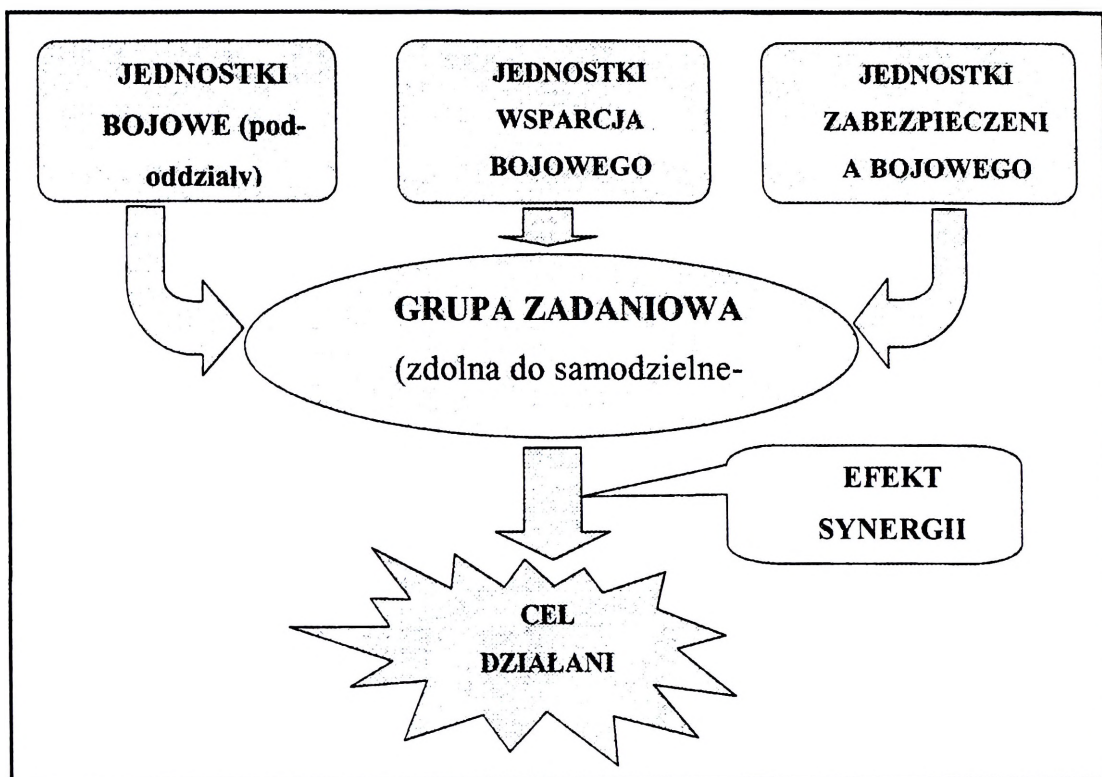 JEDNOSTKI
BOJOWE (pod-
oddziały)
JEDNOSTKI
WSPARCJA
BOJOWEGO
JEDNOSTKI
ZABEZPIECZENI
A BOJOWEGO
GRUPA ZADANIOWA
(zdolna do samodzielne-
EFEKT
SYNERGII
CEL
DZIAŁANI